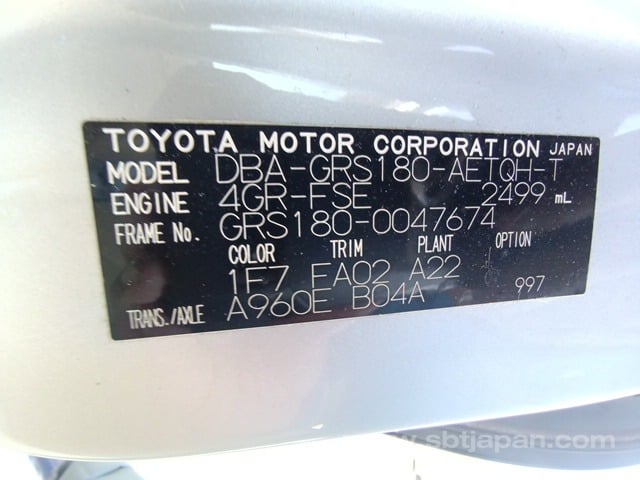 TOYOTA MOTOR CORPORATION JAPAN
MODEL DBA-GRS180-AETQH-T
ENGINE 4GR-FSE 2499 mL
FRAME No. GRS180-0047674
COLOR TRIM PLANT OPTION
1F7 FA02 A22
TRANS./AXLE A960E B04A 997
www.sbtjapan.com